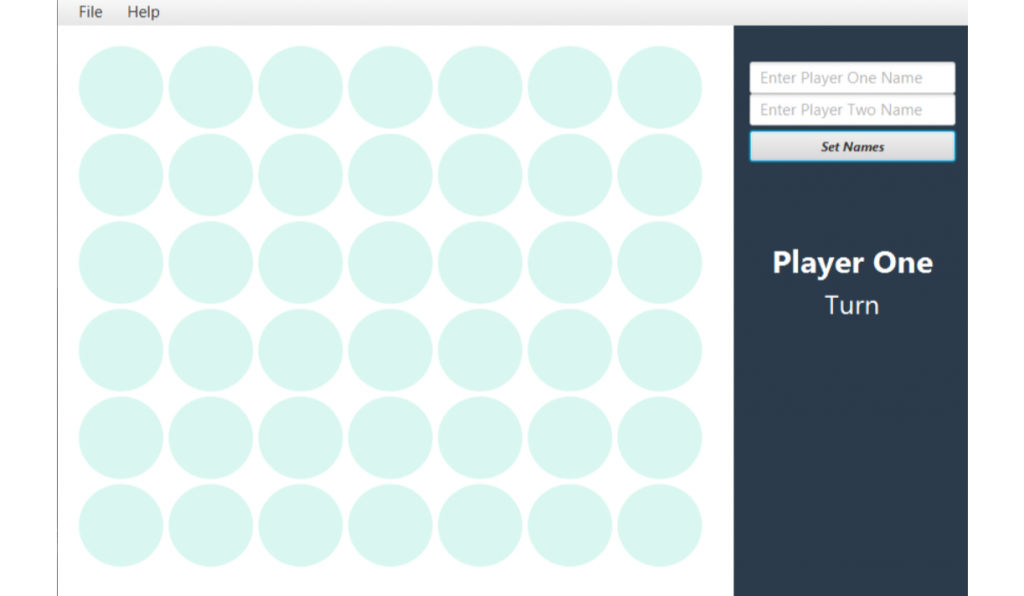 File Help
Enter Player One Name
Enter Player Two Name
Set Names
Player One
Turn